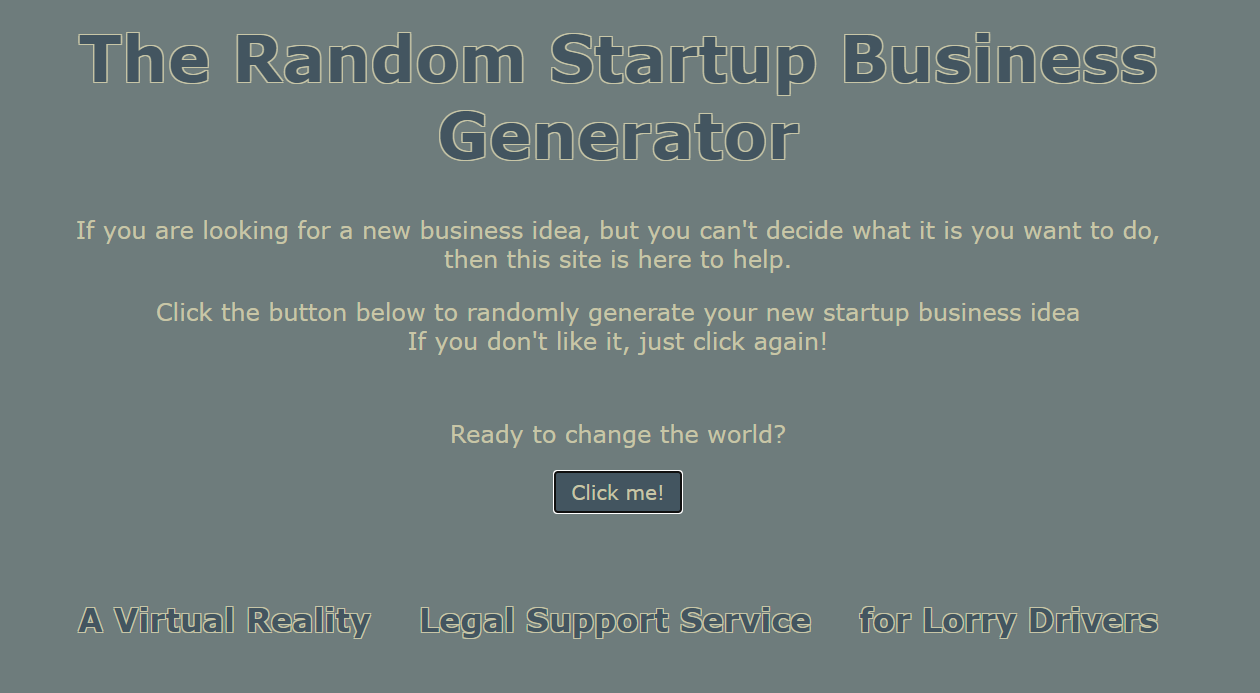 The Random Startup Business
Generator
If you are looking for a new business idea, but you can't decide what it is you want to do,
then this site is here to help.
Click the button below to randomly generate your new startup business idea
If you don't like it, just click again!
Ready to change the world?
Click me!
A Virtual Reality Legal Support Service for Lorry Drivers